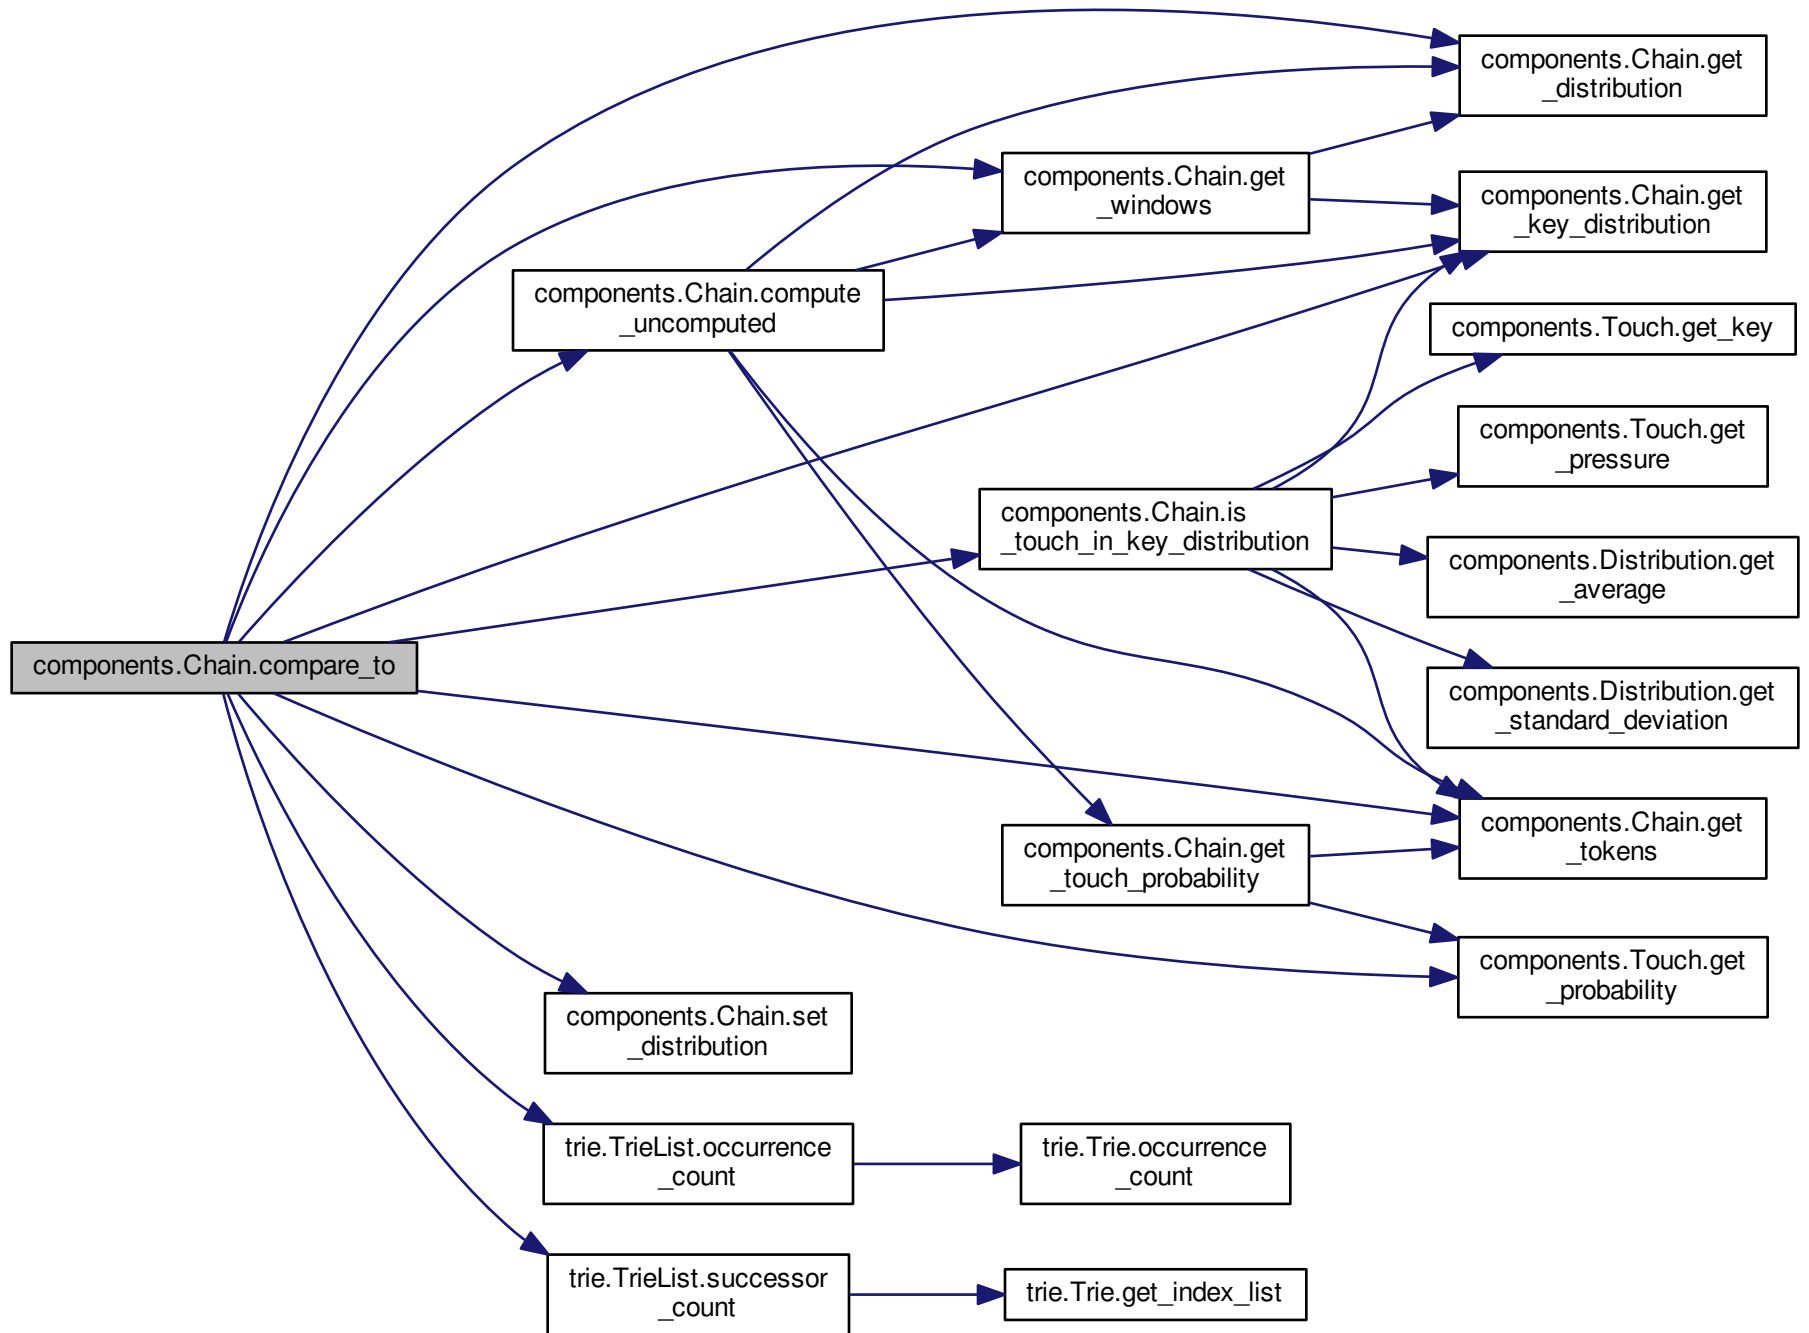 components.Chain.get
_distribution
components.Chain.get
_windows
components.Chain.get
_key_distribution
components.Chain.compute
_uncomputed
components.Touch.get_key
components.Touch.get
_pressure
components.Chain.is
_touch_in_key_distribution
components.Distribution.get
_average
components.Chain.compare_to
components.Distribution.get
_standard_deviation
components.Chain.get
_tokens
components.Chain.get
_touch_probability
components.Touch.get
_probability
components.Chain.set
_distribution
trie.TrieList.occurrence
_count
trie.Trie.occurrence
_count
trie.TrieList.successor
_count
trie.Trie.get_index_list